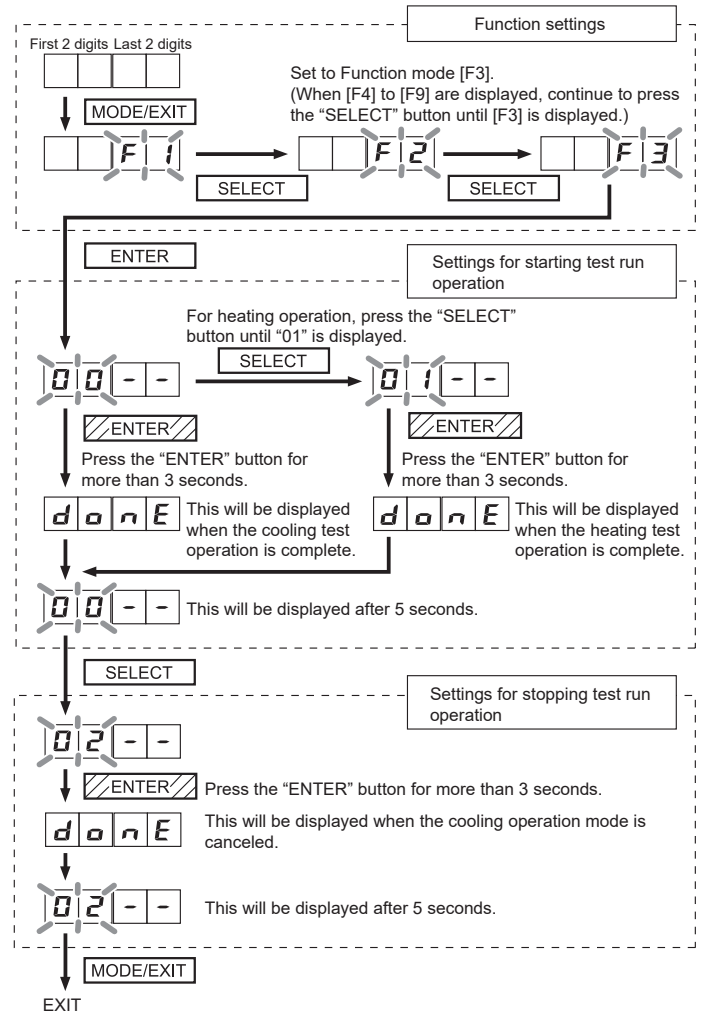 Function settings
First 2 digits Last 2 digits
Set to Function mode [F3].
(When [F4] to [F9] are displayed, continue to press
the “SELECT” button until [F3] is displayed.)
MODE/EXIT
F 1
F 2
F 3
SELECT
SELECT
ENTER
Settings for starting test run
operation
For heating operation, press the “SELECT”
button until “01” is displayed.
SELECT
0 0 - -
0 1 - -
ENTER
ENTER
Press the “ENTER” button for
more than 3 seconds.
Press the “ENTER” button for
more than 3 seconds.
d o n E
This will be displayed
when the cooling test
operation is complete.
d o n E
This will be displayed
when the heating test
operation is complete.
0 0 - -
This will be displayed after 5 seconds.
SELECT
Settings for stopping test run
operation
0 2 - -
ENTER
Press the “ENTER” button for more than 3 seconds.
d o n E
This will be displayed when the cooling operation mode is
canceled.
0 2 - -
This will be displayed after 5 seconds.
MODE/EXIT
EXIT